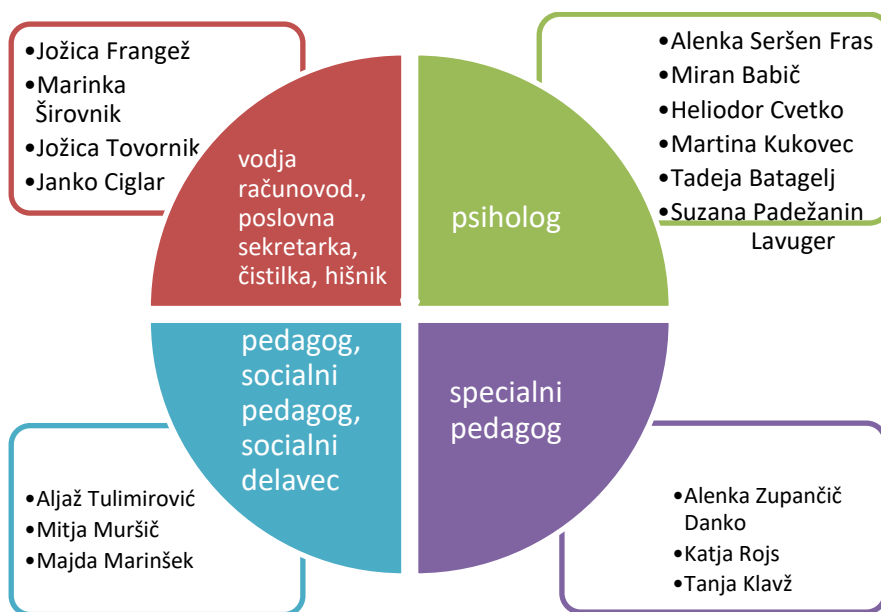 •Jožica Frangež
•Marinka
Širovnik
•Jožica Tovornik
•Janko Ciglar
vodja
računovod.,
poslovna
sekretarka,
čistilka, hišnik
•Alenka Seršen Fras
•Miran Babič
•Heliodor Cvetko
•Martina Kukovec
•Tadeja Batagelj
•Suzana Padežanin
Lavuger
psiholog
pedagog,
socialni
pedagog,
socialni
delavec
•Aljaž Tulimirović
•Mitja Muršič
•Majda Marinšek
specialni
pedagog
•Alenka Zupančič
Danko
•Katja Rojs
•Tanja Klavž